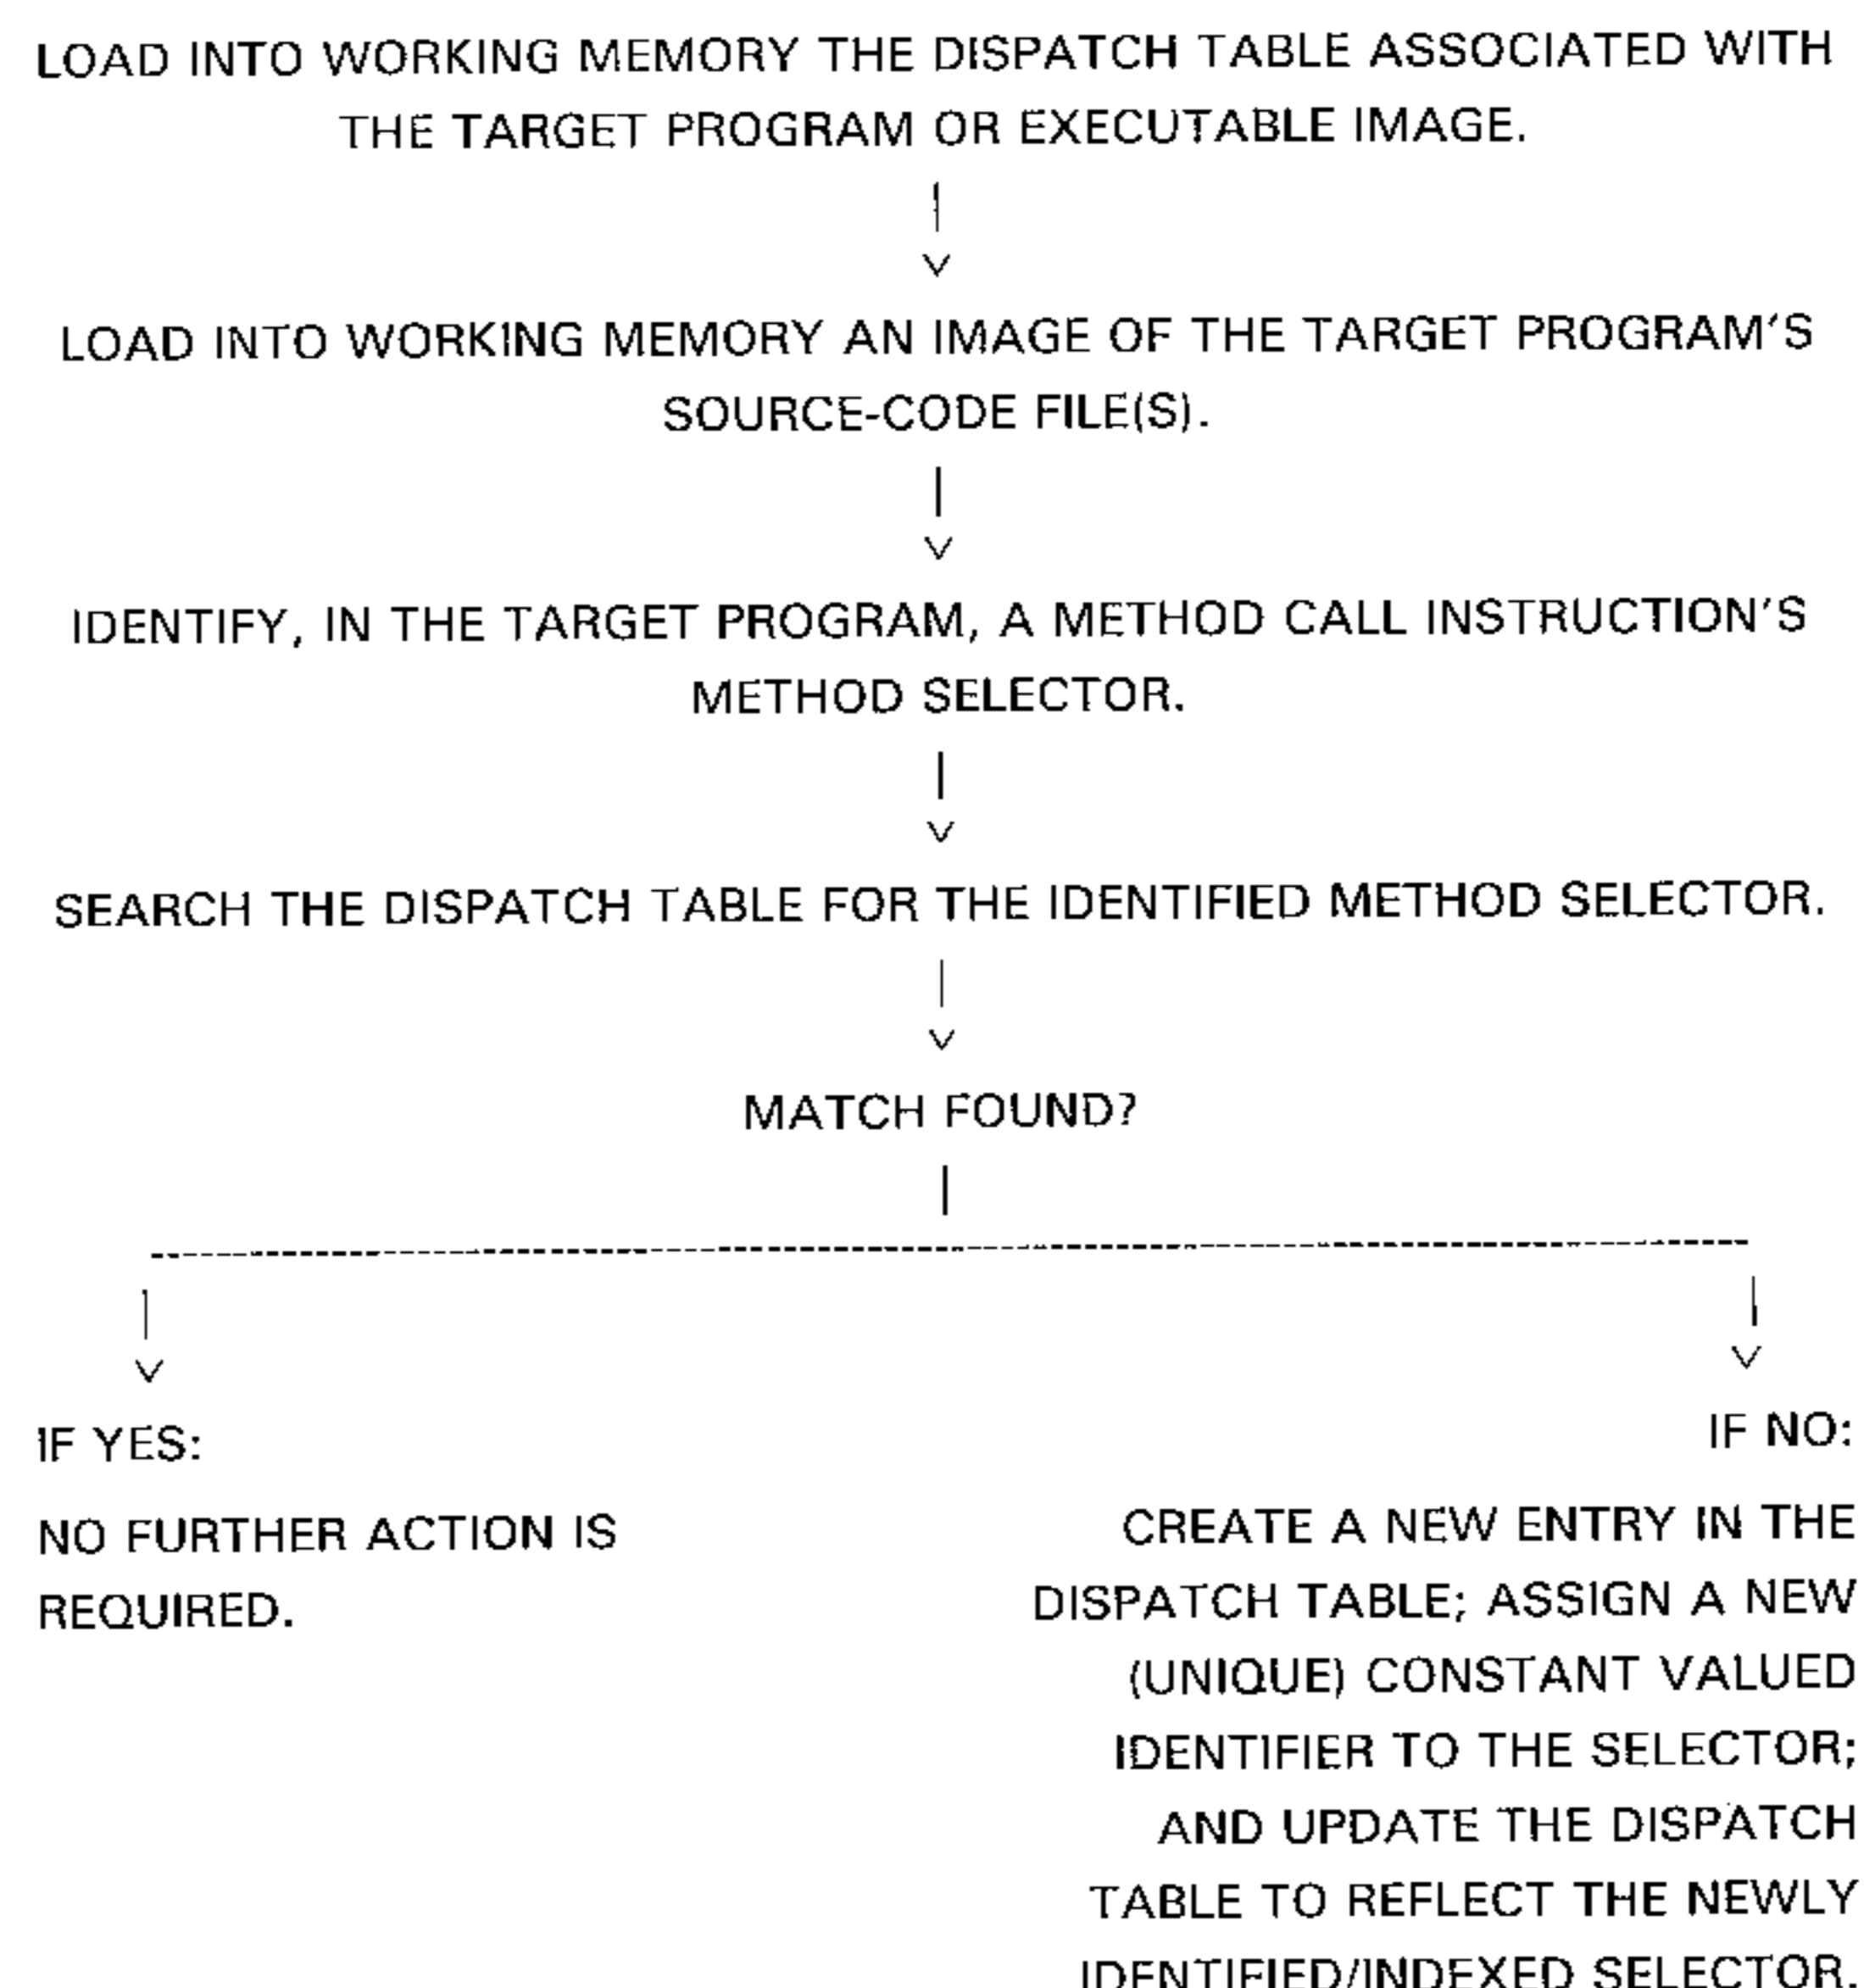 LOAD INTO WORKING MEMORY THE DISPATCH TABLE ASSOCIATED WITH
THE TARGET PROGRAM OR EXECUTABLE IMAGE.
LOAD INTO WORKING MEMORY AN IMAGE OF THE TARGET PROGRAM'S
SOURCE-CODE FILE(S).
IDENTIFY, IN THE TARGET PROGRAM, A METHOD CALL INSTRUCTION'S
METHOD SELECTOR.
SEARCH THE DISPATCH TABLE FOR THE IDENTIFIED METHOD SELECTOR.
MATCH FOUND?
IF YES:
NO FURTHER ACTION IS
REQUIRED.
IF NO:
CREATE A NEW ENTRY IN THE
DISPATCH TABLE; ASSIGN A NEW
(UNIQUE) CONSTANT VALUED
IDENTIFIER TO THE SELECTOR;
AND UPDATE THE DISPATCH
TABLE TO REFLECT THE NEWLY
IDENTIFIED/INDEXED SELECTOR.